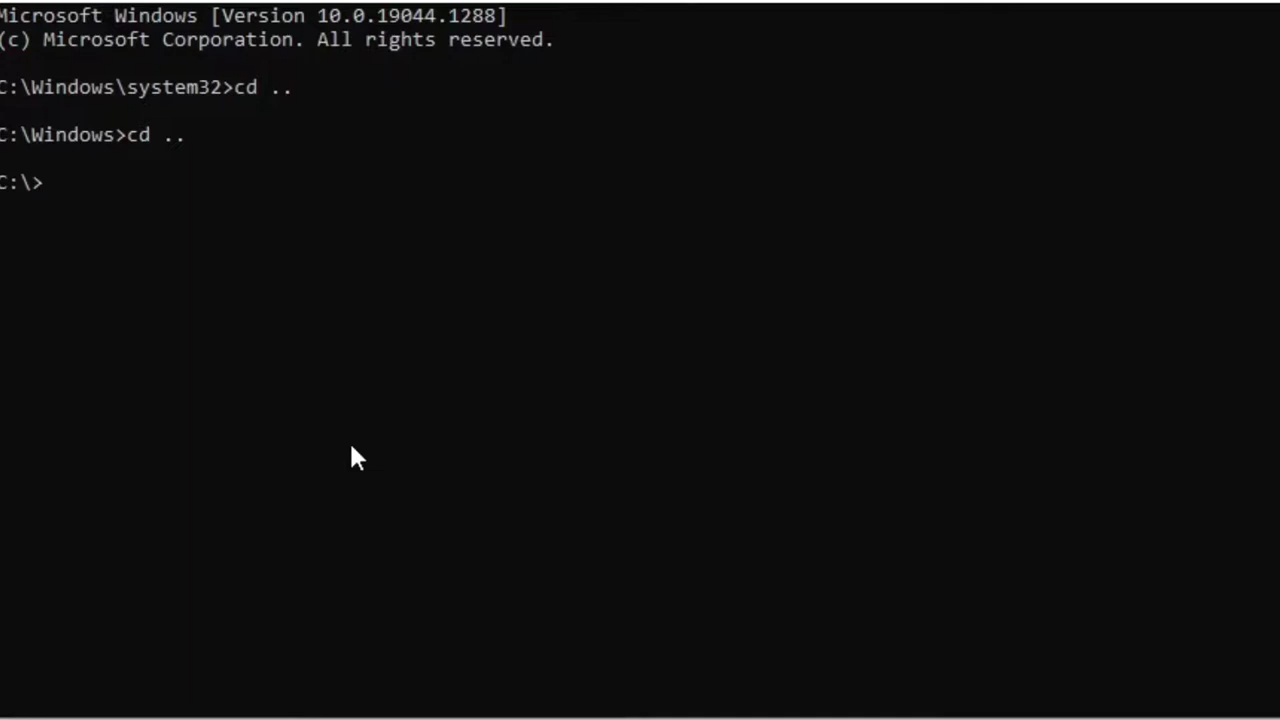 Microsoft Windows [Version 10.0.19044.1288]
(c) Microsoft Corporation. All rights reserved.
C:\Windows\system32>cd ..
C:\Windows>cd ..
C:\>